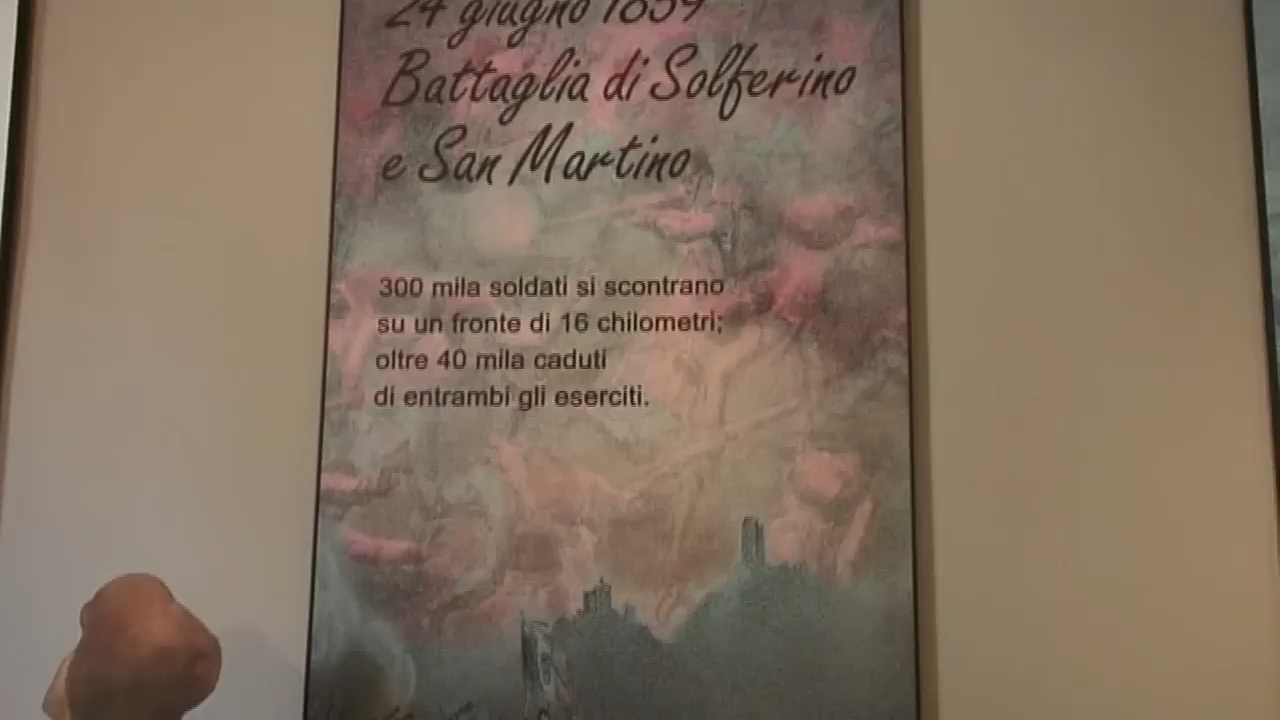 24 giugno 1859
Battaglia di Solferino
e San Martino
300 mila soldati si scontrano
su un fronte di 16 chilometri;
oltre 40 mila caduti
di entrambi gli eserciti.